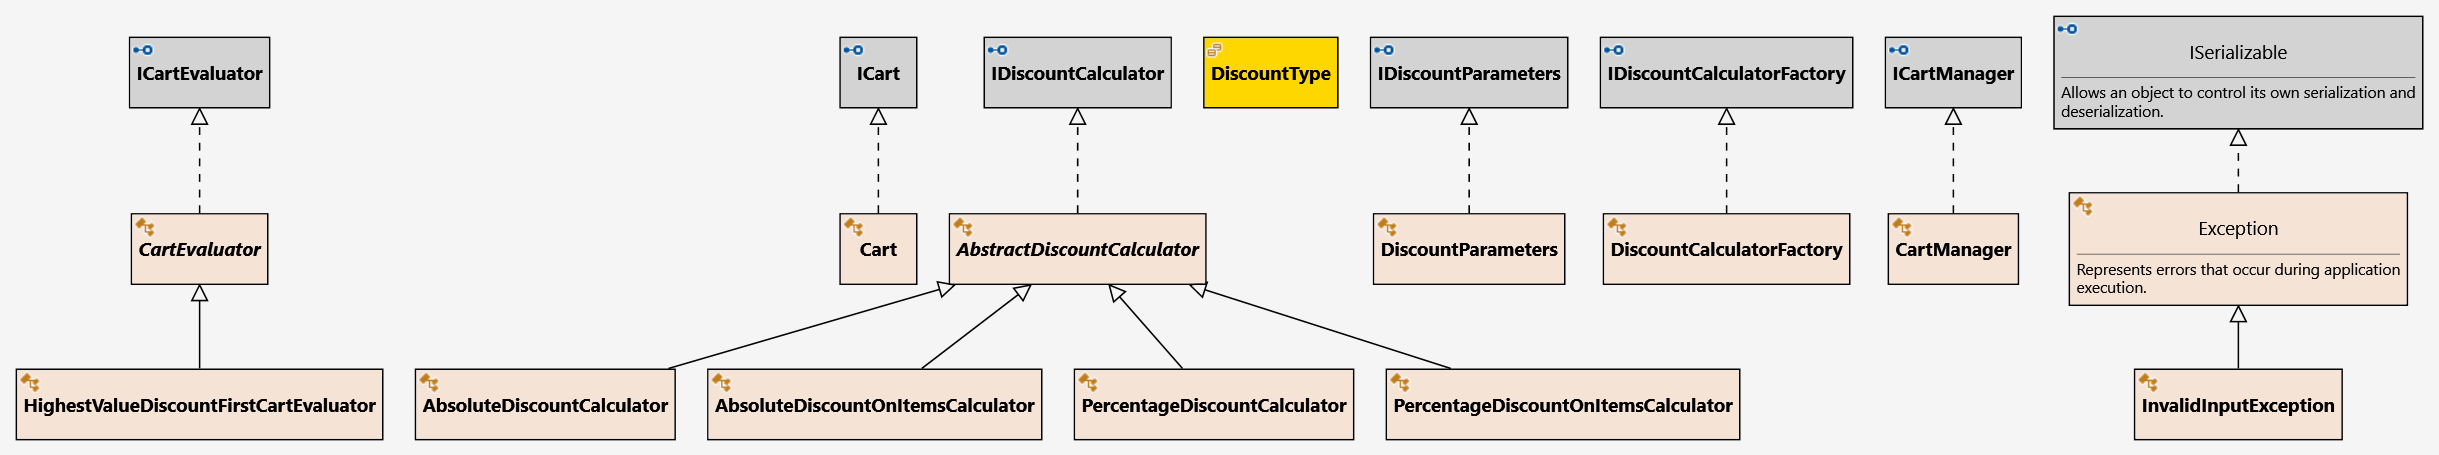 ICartEvaluator
ICart
IDiscountCalculator
DiscountType
IDiscountParameters
IDiscountCalculatorFactory
ICartManager
ISerializable
Allows an object to control its own serialization and
deserialization.
CartEvaluator
Cart
AbstractDiscountCalculator
DiscountParameters
DiscountCalculatorFactory
CartManager
Exception
Represents errors that occur during application
execution.
HighestValueDiscountFirstCartEvaluator
AbsoluteDiscountCalculator
AbsoluteDiscountOnItemsCalculator
PercentageDiscountCalculator
PercentageDiscountOnItemsCalculator
InvalidInputException